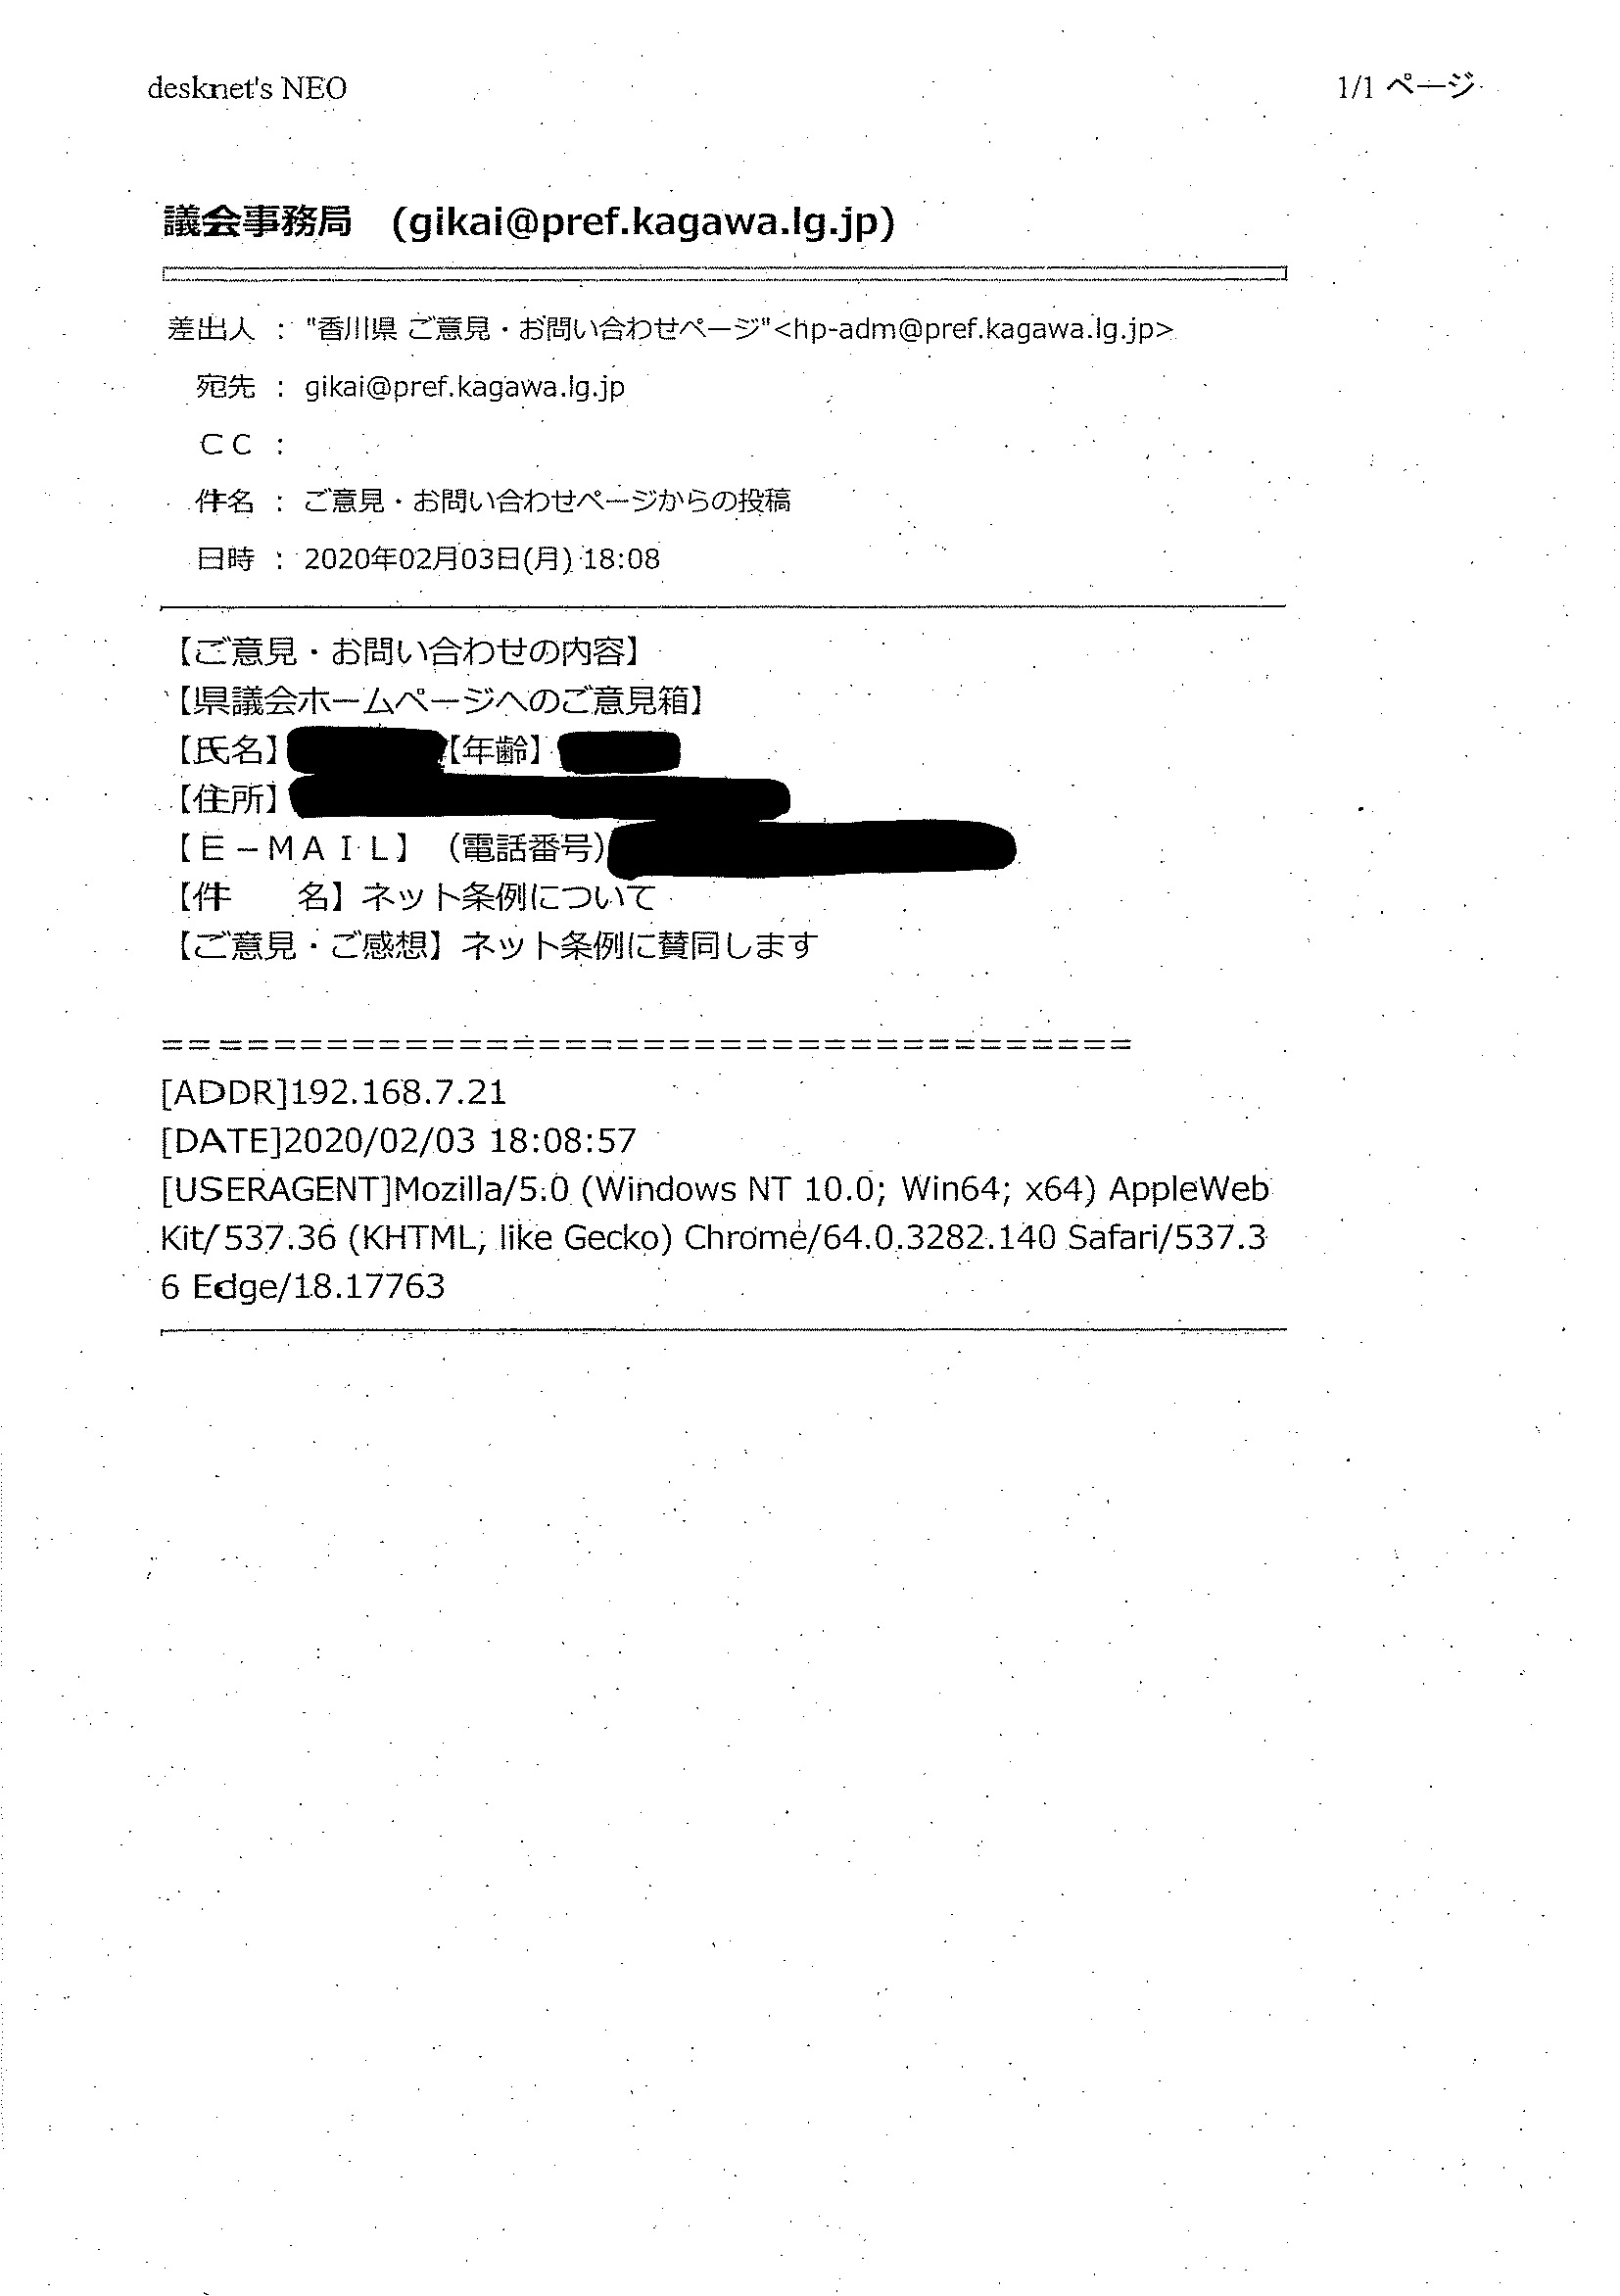 desknet's NEO
1/1 ページ
議会事務局　(gikai@pref.kagawa.lg.jp)
差出人 ： "香川県 ご意見・お問い合わせページ"<hp-adm@pref.kagawa.lg.jp>
宛先 ： gikai@pref.kagawa.lg.jp
ＣＣ ：
件名 ： ご意見・お問い合わせページからの投稿
日時 ： 2020年02月03日(月) 18:08
【ご意見・お問い合わせの内容】
【県議会ホームページへのご意見箱】
【氏名】【年齢】
【住所】
【Ｅ－ＭＡＩＬ】（電話番号）
【件　　名】ネット条例について
【ご意見・ご感想】ネット条例に賛同します
=====================================
[ADDR]192.168.7.21
[DATE]2020/02/03 18:08:57
[USERAGENT]Mozilla/5.0 (Windows NT 10.0; Win64; x64) AppleWeb
Kit/537.36 (KHTML, like Gecko) Chrome/64.0.3282.140 Safari/537.3
6 Edge/18.17763